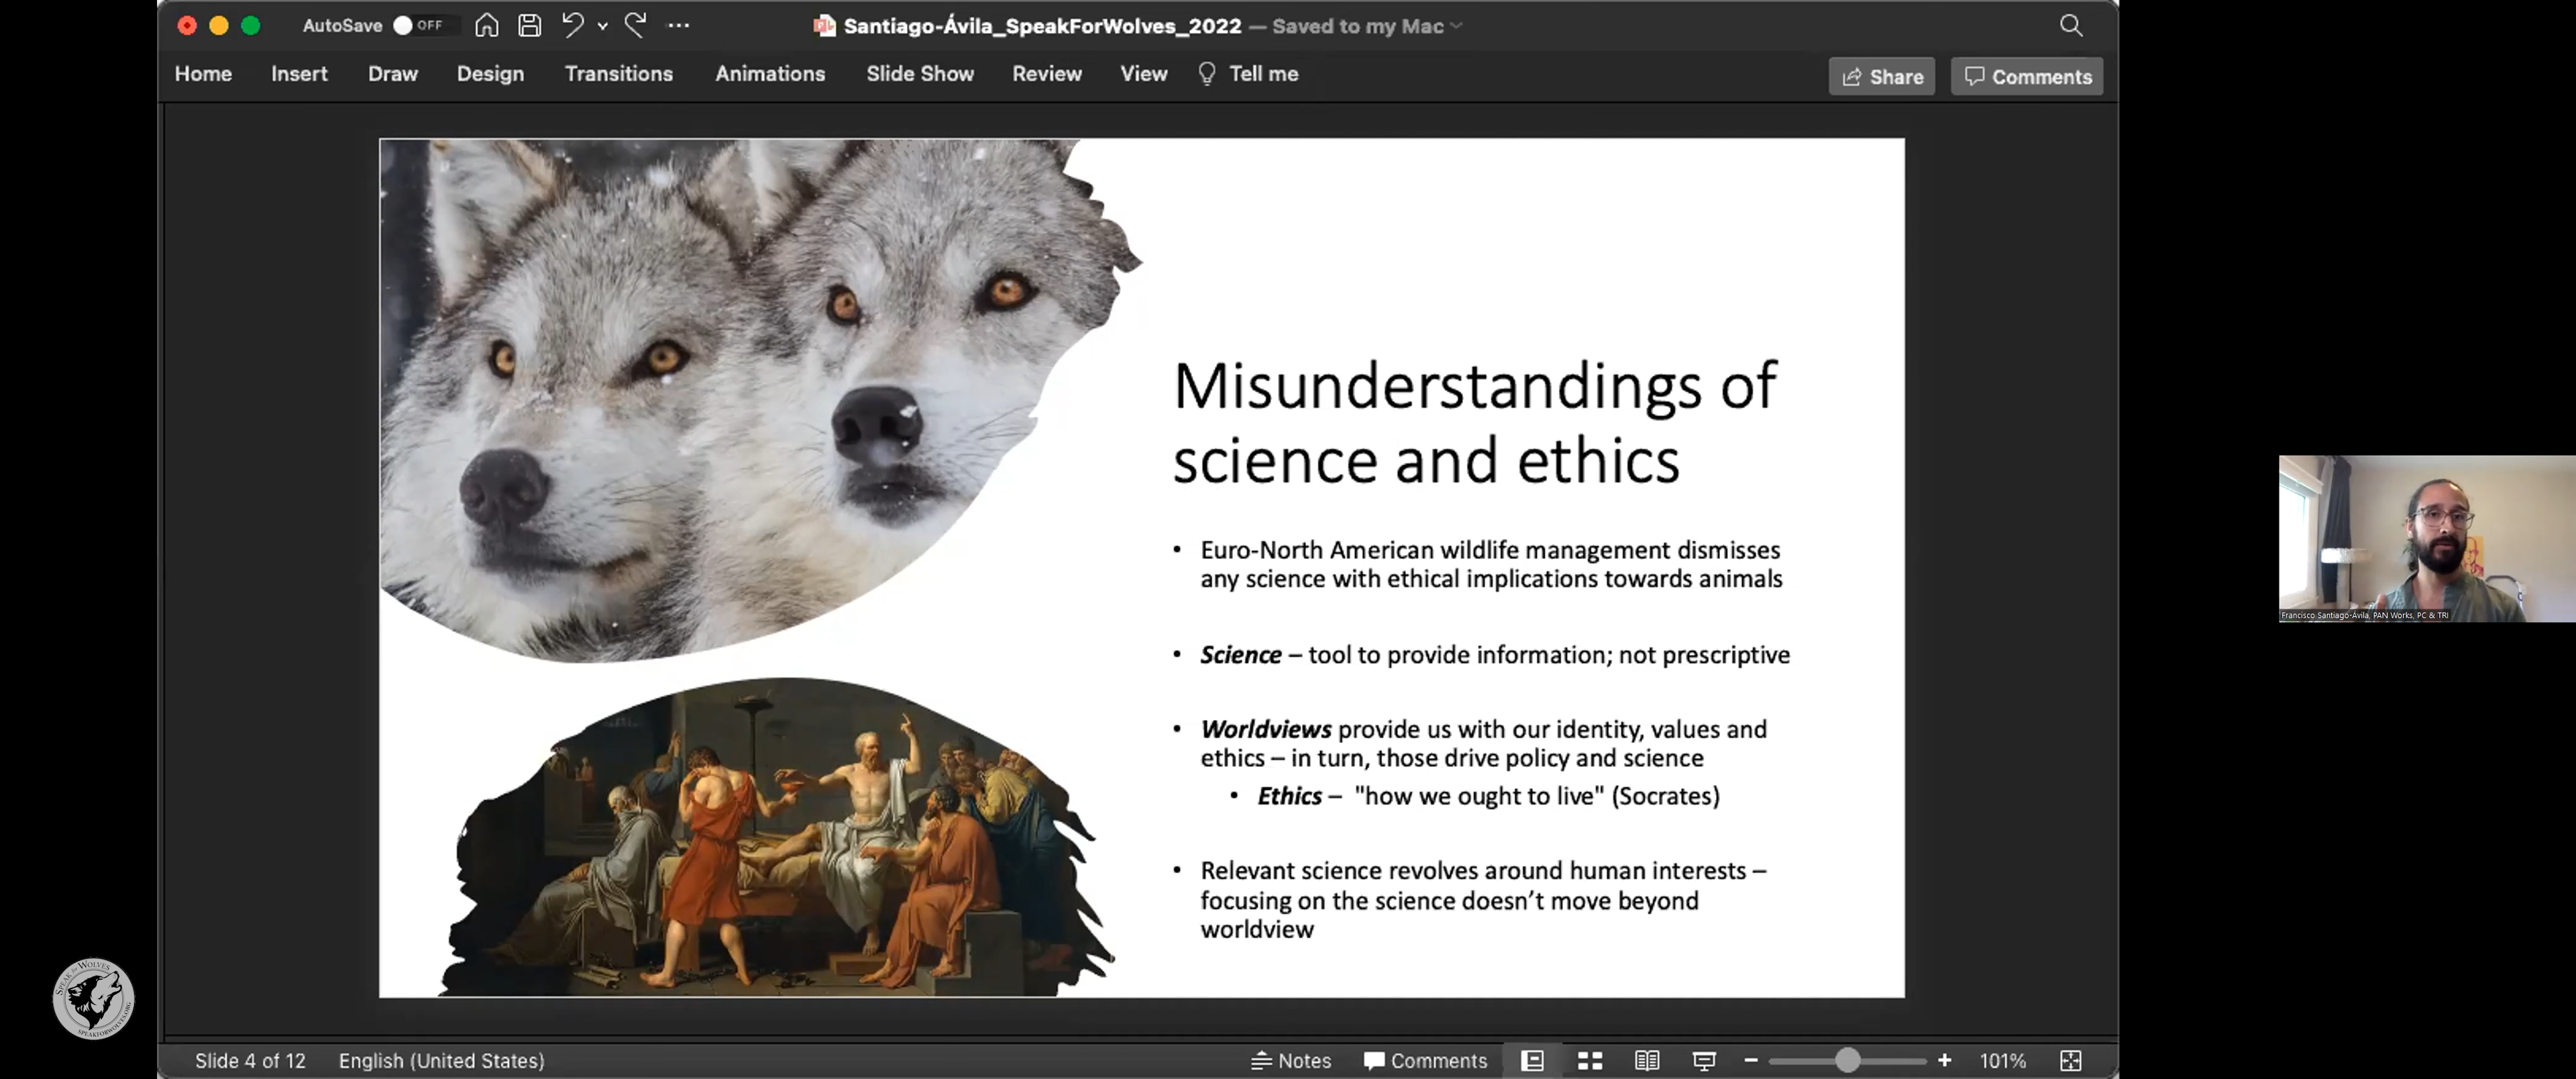 AutoSave OFF
Santiago-Ávila_SpeakForWolves_2022 — Saved to my Mac
Home Insert Draw Design Transitions Animations Slide Show Review View Tell me
Share Comments
Misunderstandings of
science and ethics
• Euro-North American wildlife management dismisses
any science with ethical implications towards animals
• Science – tool to provide information; not prescriptive
• Worldviews provide us with our identity, values and
ethics – in turn, those drive policy and science
• Ethics – "how we ought to live" (Socrates)
• Relevant science revolves around human interests –
focusing on the science doesn’t move beyond
worldview
Francisco Santiago-Ávila, PAN Works, PC & TRI
SPEAK for WOLVES
SPEAKFORWOLVES.ORG
Slide 4 of 12 English (United States)
Notes Comments 101%